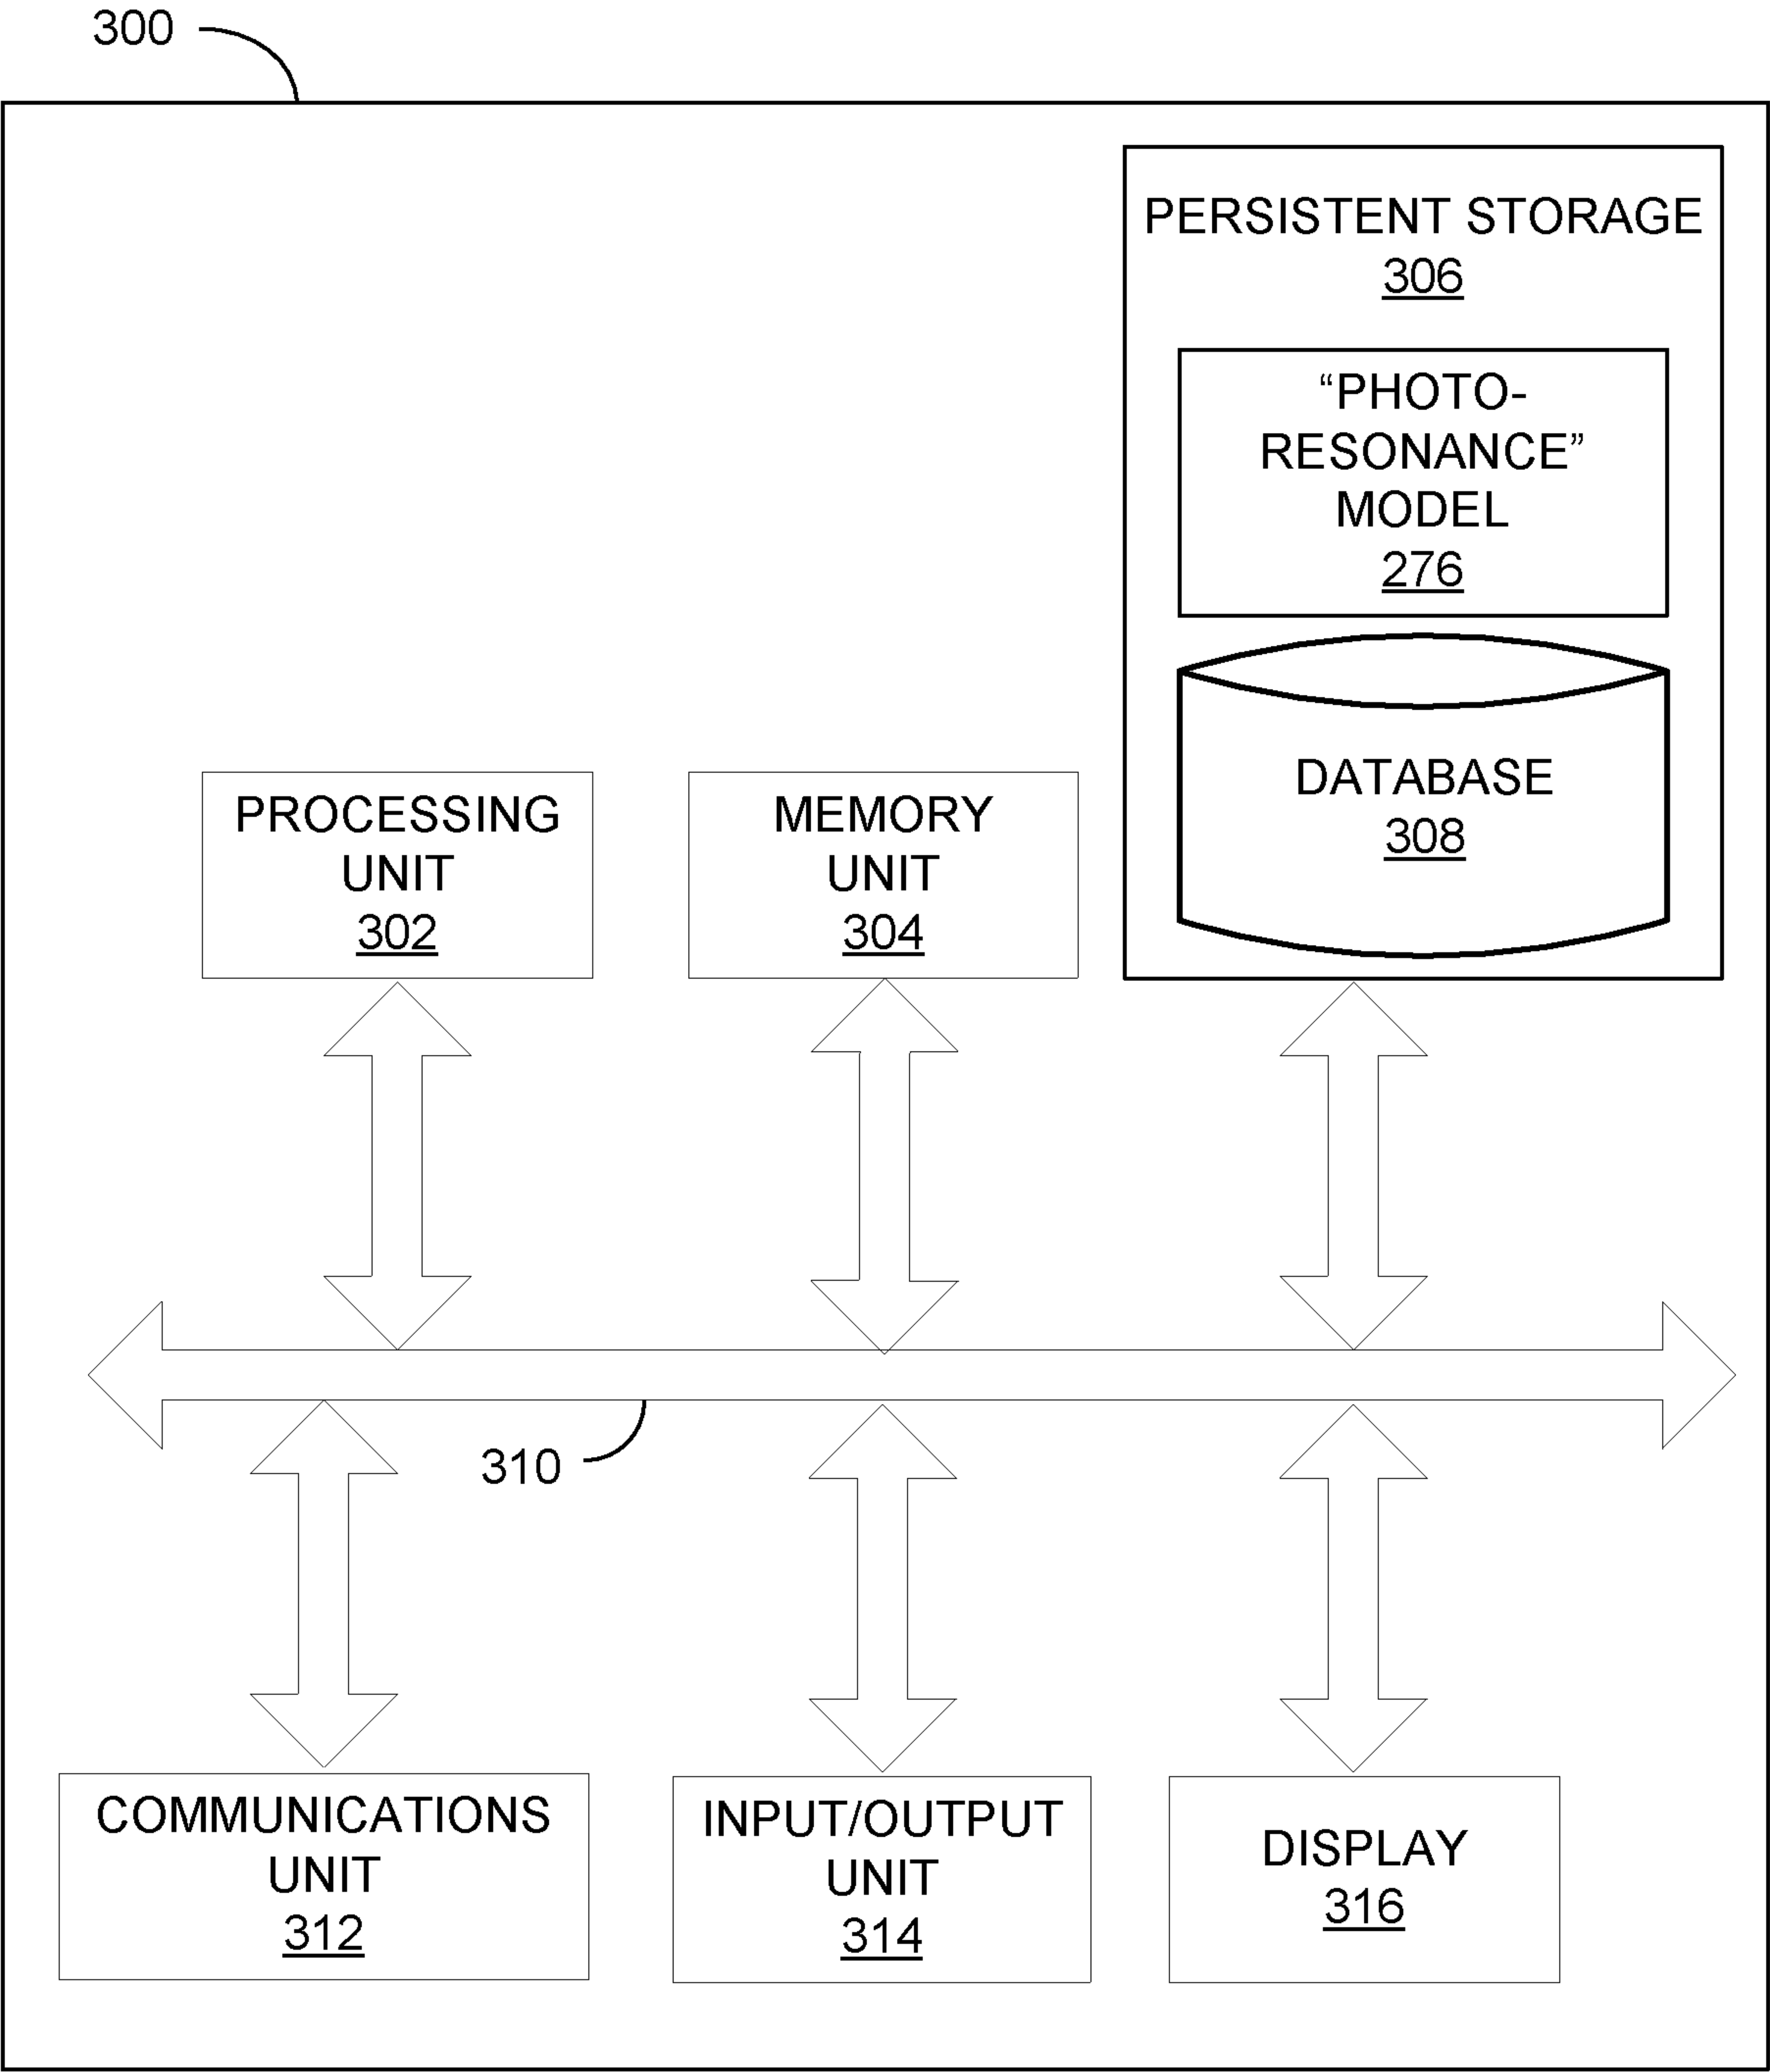 300
PERSISTENT STORAGE
306
“PHOTO-
RESONANCE”
MODEL
276
DATABASE
308
PROCESSING
UNIT
302
MEMORY
UNIT
304
310
COMMUNICATIONS
UNIT
312
INPUT/OUTPUT
UNIT
314
DISPLAY
316